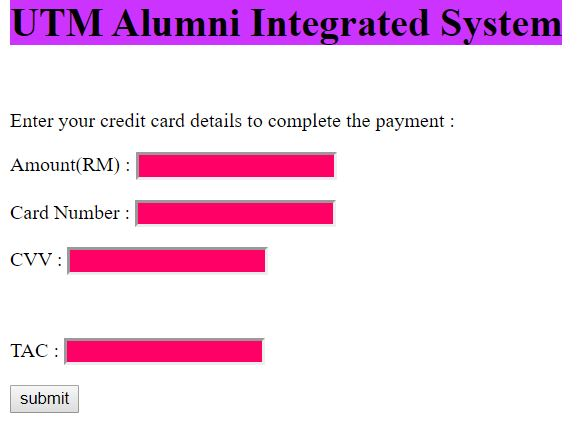 UTM Alumni Integrated System
Enter your credit card details to complete the payment :
Amount(RM) :
Card Number :
CVV :
TAC :
submit